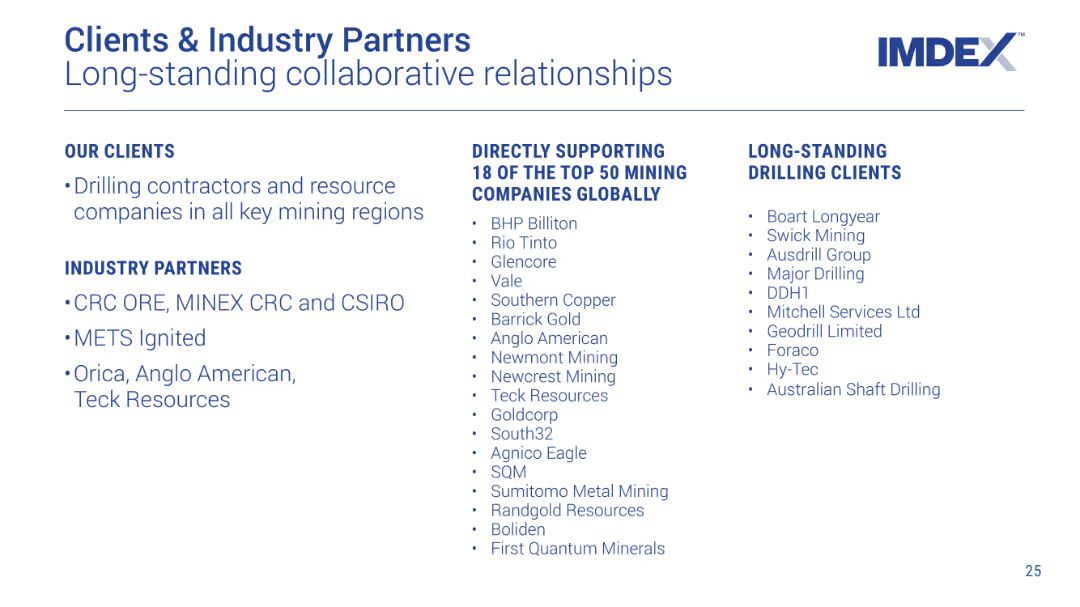 Clients & Industry Partners
Long-standing collaborative relationships
IMDEX™
OUR CLIENTS
•Drilling contractors and resource
companies in all key mining regions
INDUSTRY PARTNERS
•CRC ORE, MINEX CRC and CSIRO
•METS Ignited
•Orica, Anglo American,
Teck Resources
DIRECTLY SUPPORTING
18 OF THE TOP 50 MINING
COMPANIES GLOBALLY
• BHP Billiton
• Rio Tinto
• Glencore
• Vale
• Southern Copper
• Barrick Gold
• Anglo American
• Newmont Mining
• Newcrest Mining
• Teck Resources
• Goldcorp
• South32
• Agnico Eagle
• SQM
• Sumitomo Metal Mining
• Randgold Resources
• Boliden
• First Quantum Minerals
LONG-STANDING
DRILLING CLIENTS
• Boart Longyear
• Swick Mining
• Ausdrill Group
• Major Drilling
• DDH1
• Mitchell Services Ltd
• Geodrill Limited
• Foraco
• Hy-Tec
• Australian Shaft Drilling
25